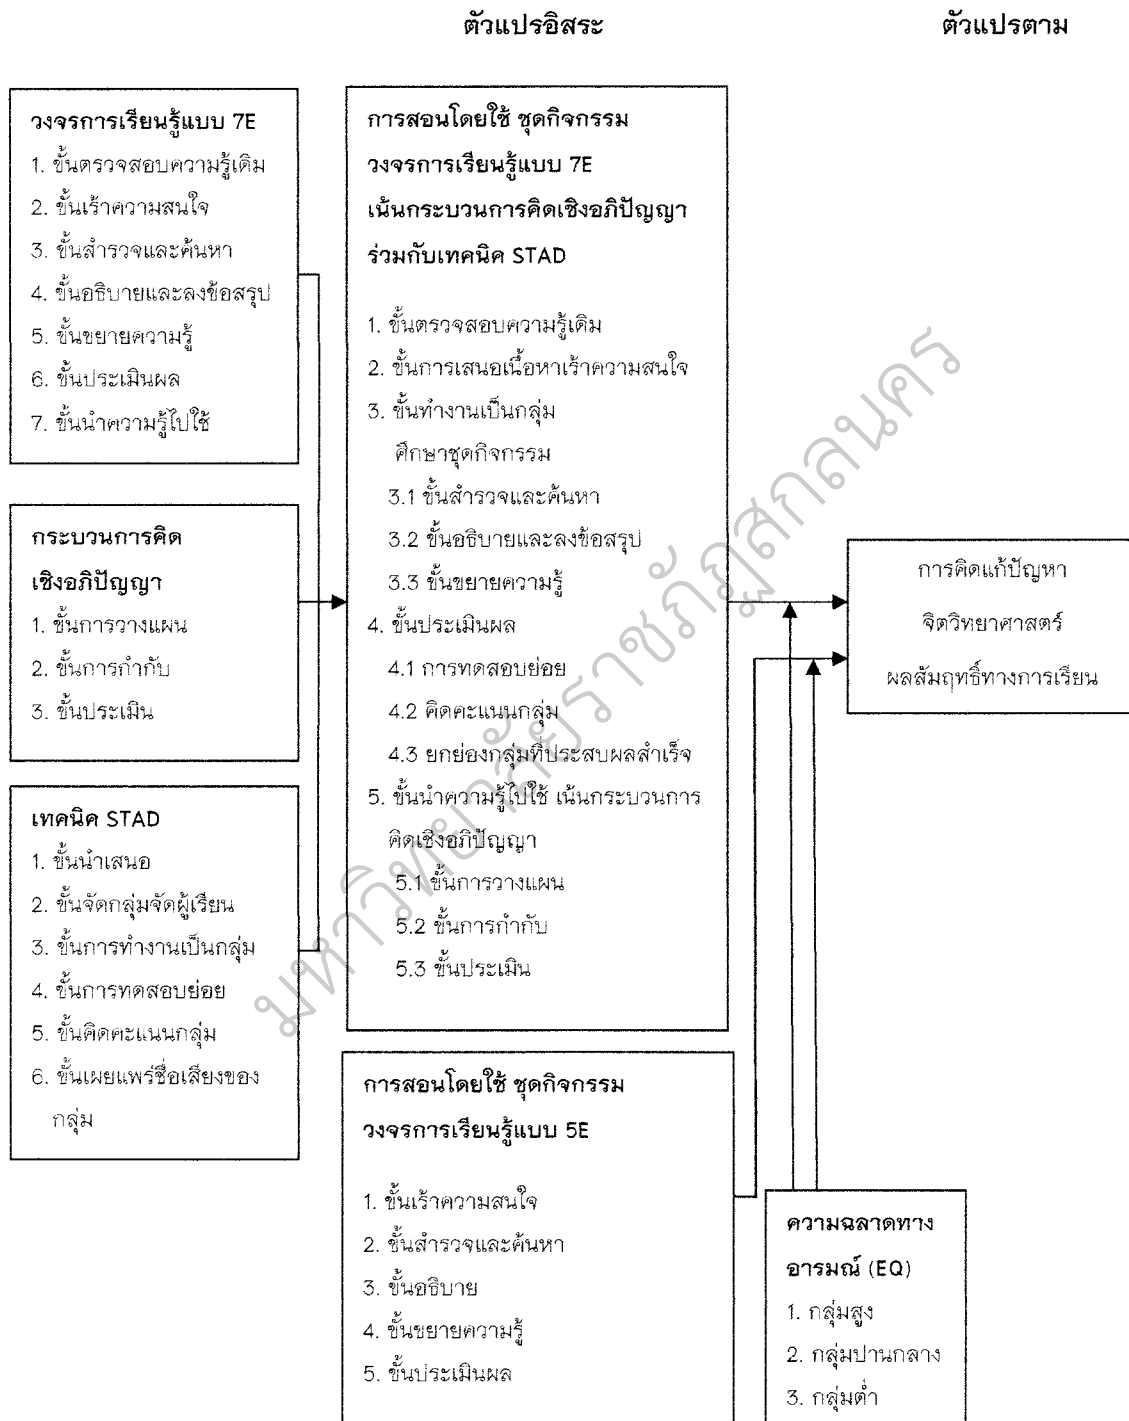 ตัวแปรอิสระ
ตัวแปรตาม
วงจรการเรียนรู้แบบ 7E
1. ขั้นตรวจสอบความรู้เดิม
2. ขั้นเร้าความสนใจ
3. ขั้นสำรวจและค้นหา
4. ขั้นอธิบายและลงข้อสรุป
5. ขั้นขยายความรู้
6. ขั้นประเมินผล
7. ขั้นนำความรู้ไปใช้
กระบวนการคิด
เชิงอภิปัญญา
1. ขั้นการวางแผน
2. ขั้นการกำกับ
3. ขั้นประเมิน
เทคนิค STAD
1. ขั้นนำเสนอ
2. ขั้นจัดกลุ่มจัดผู้เรียน
3. ขั้นการทำงานเป็นกลุ่ม
4. ขั้นการทดสอบย่อย
5. ขั้นคิดคะแนนกลุ่ม
6. ขั้นเผยแพร่ชื่อเสียงของ
กลุ่ม
การสอนโดยใช้ ชุดกิจกรรม
วงจรการเรียนรู้แบบ 7E
เน้นกระบวนการคิดเชิงอภิปัญญา
ร่วมกับเทคนิค STAD
1. ขั้นตรวจสอบความรู้เดิม
2. ขั้นการเสนอเนื้อหาเร้าความสนใจ
3. ขั้นทำงานเป็นกลุ่ม
ศึกษาชุดกิจกรรม
3.1 ขั้นสำรวจและค้นหา
3.2 ขั้นอธิบายและลงข้อสรุป
3.3 ขั้นขยายความรู้
4. ขั้นประเมินผล
4.1 การทดสอบย่อย
4.2 คิดคะแนนกลุ่ม
4.3 ยกย่องกลุ่มที่ประสบผลสำเร็จ
5. ขั้นนำความรู้ไปใช้ เน้นกระบวนการ
คิดเชิงอภิปัญญา
5.1 ขั้นการวางแผน
5.2 ขั้นการกำกับ
5.3 ขั้นประเมิน
การสอนโดยใช้ ชุดกิจกรรม
วงจรการเรียนรู้แบบ 5E
1. ขั้นเร้าความสนใจ
2. ขั้นสำรวจและค้นหา
3. ขั้นอธิบาย
4. ขั้นขยายความรู้
5. ขั้นประเมินผล
การคิดแก้ปัญหา
จิตวิทยาศาสตร์
ผลสัมฤทธิ์ทางการเรียน
ความฉลาดทาง
อารมณ์ (EQ)
1. กลุ่มสูง
2. กลุ่มปานกลาง
3. กลุ่มต่ำ
มหาวิทยาลัยราชภัฏสกลนคร